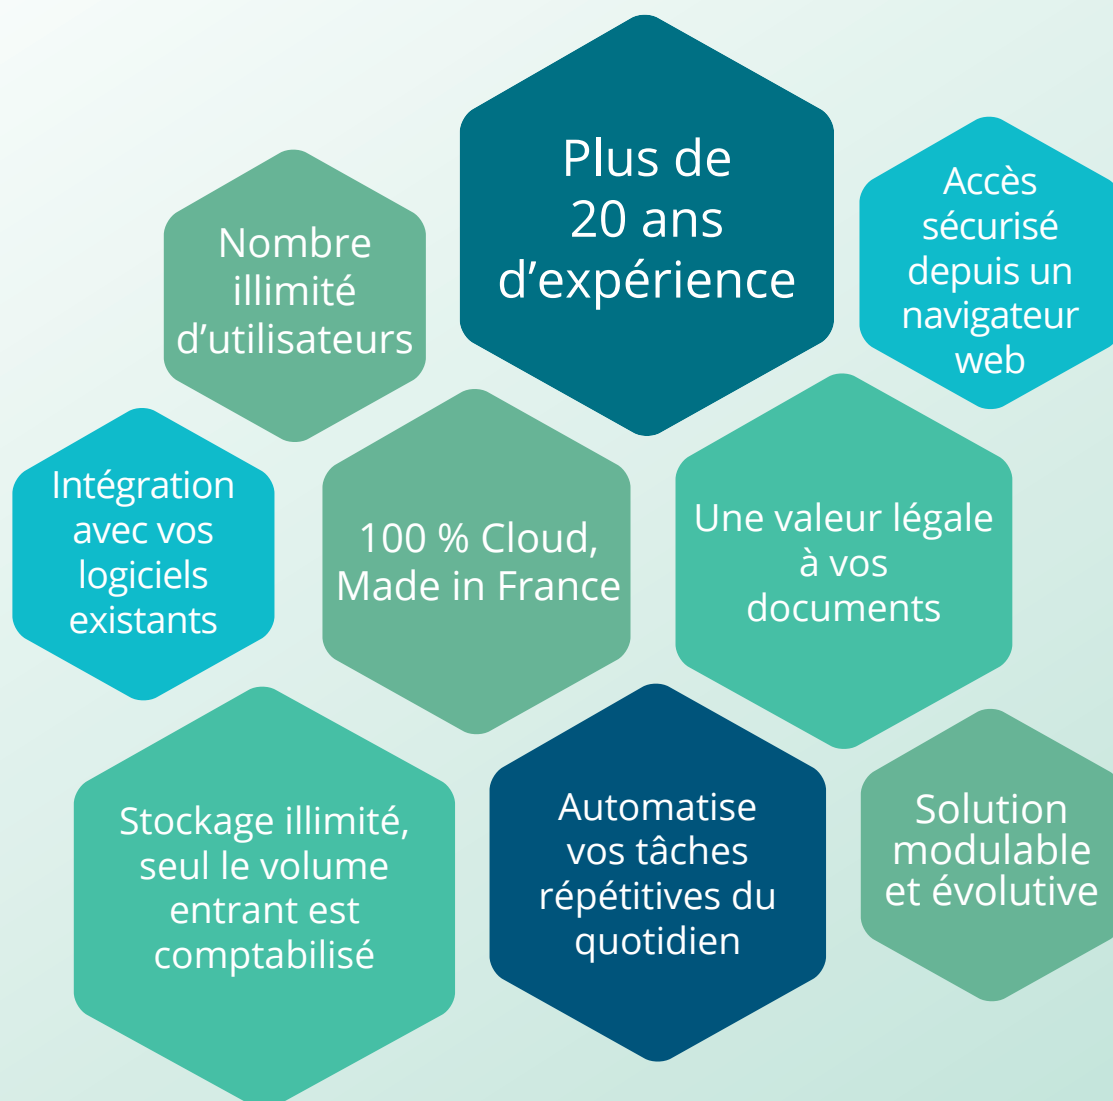 Plus de
20 ans
d’expérience
Nombre
illimité
d’utilisateurs
Accès
sécurisé
depuis un
navigateur
web
Intégration
avec vos
logiciels
existants
100 % Cloud,
Made in France
Une valeur légale
à vos
documents
Stockage illimité,
seul le volume
entrant est
comptabilisé
Automatise
vos tâches
répétitives du
quotidien
Solution
modulable
et évolutive